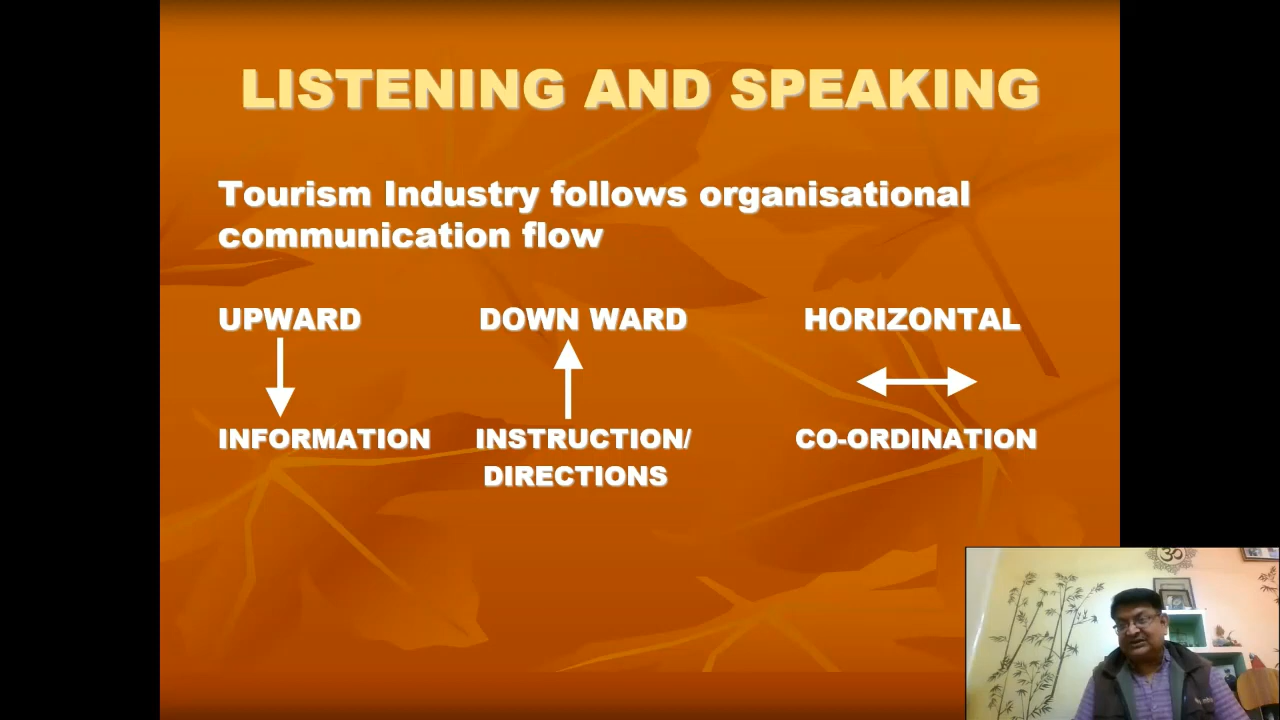 LISTENING AND SPEAKING
Tourism Industry follows organisational
communication flow
UPWARD DOWN WARD HORIZONTAL
INFORMATION INSTRUCTION/ CO-ORDINATION
DIRECTIONS
ॐ